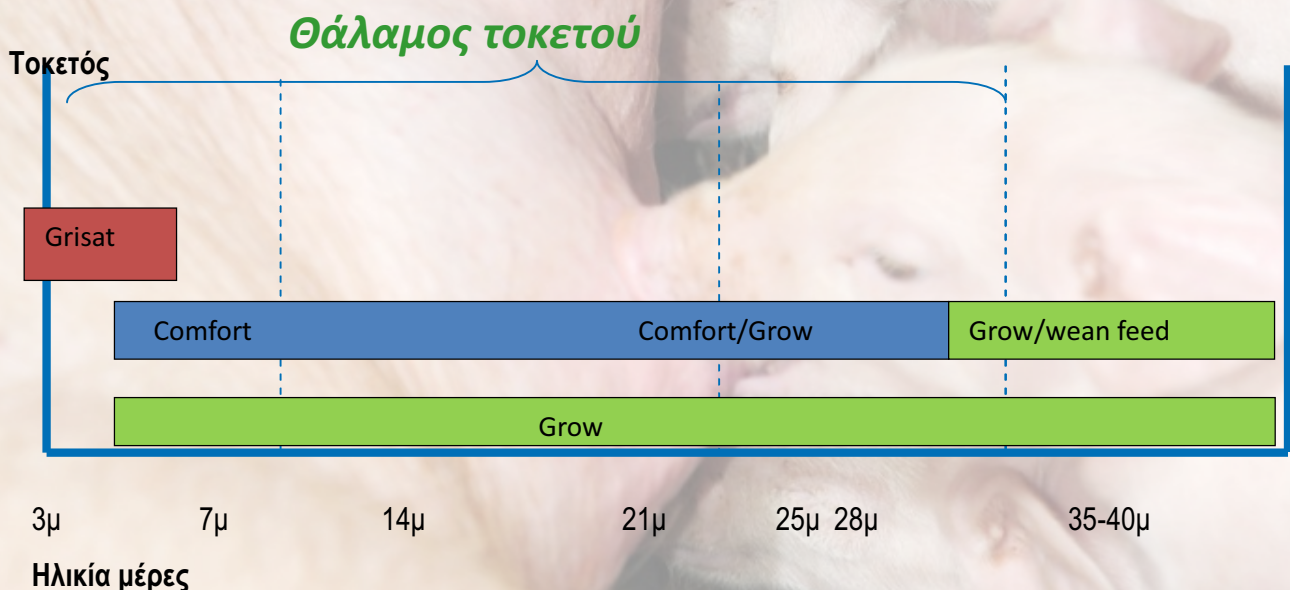 Θάλαμος τοκετού
Τοκετός
Grisat
Comfort Comfort/Grow Grow/wean feed
Grow
3μ 7μ 14μ 21μ 25μ 28μ 35-40μ
Ηλικία μέρες